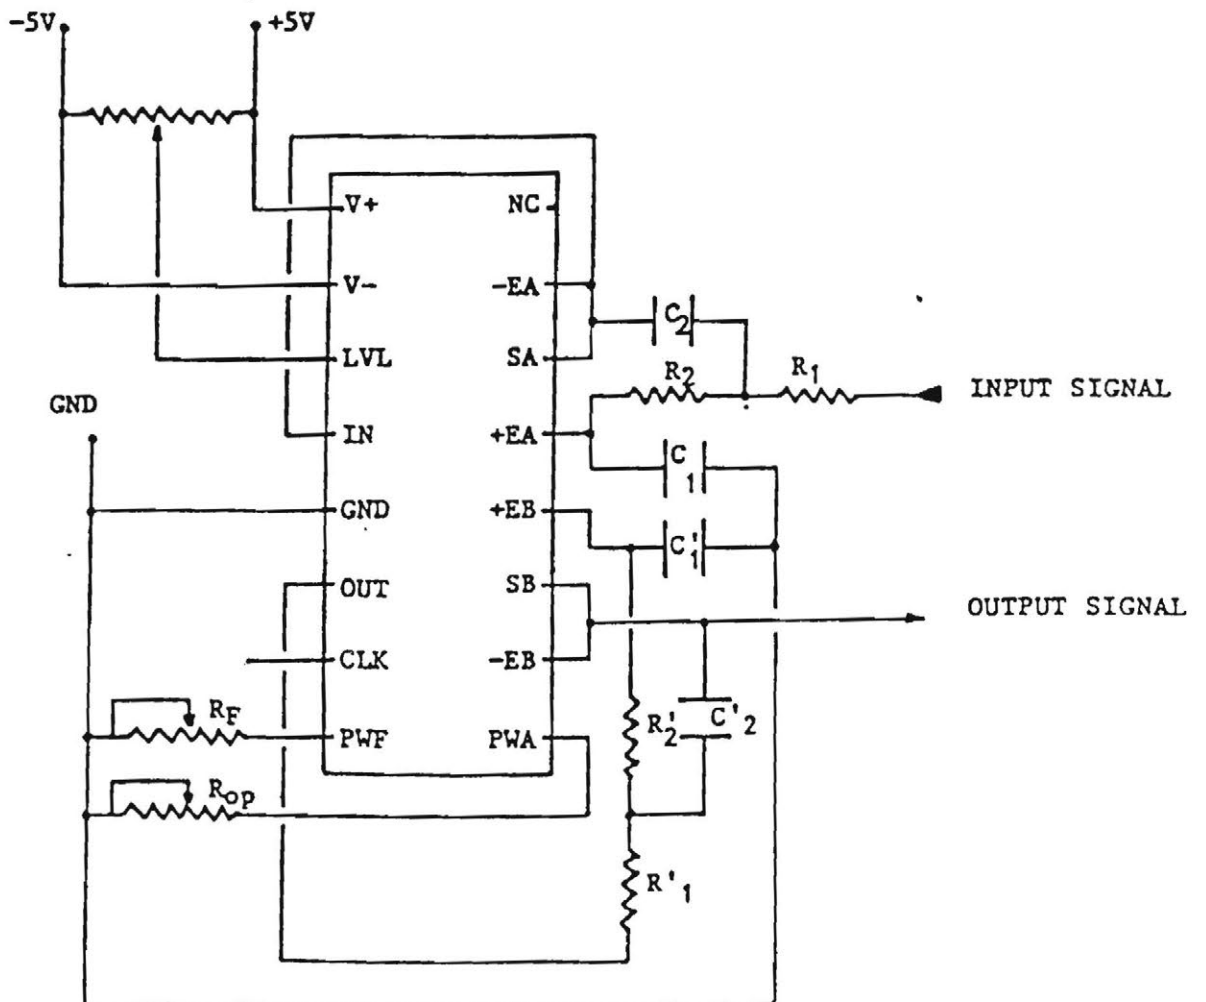 -5V +5V
V+ NC
V- -EA
C2
LVL SA
R2 R1
INPUT SIGNAL
GND
IN +EA
C1
GND +EB
C'1
OUT SB
OUTPUT SIGNAL
CLK -EB
RF
R'2 C'2
PWF PWA
Rop
R'1